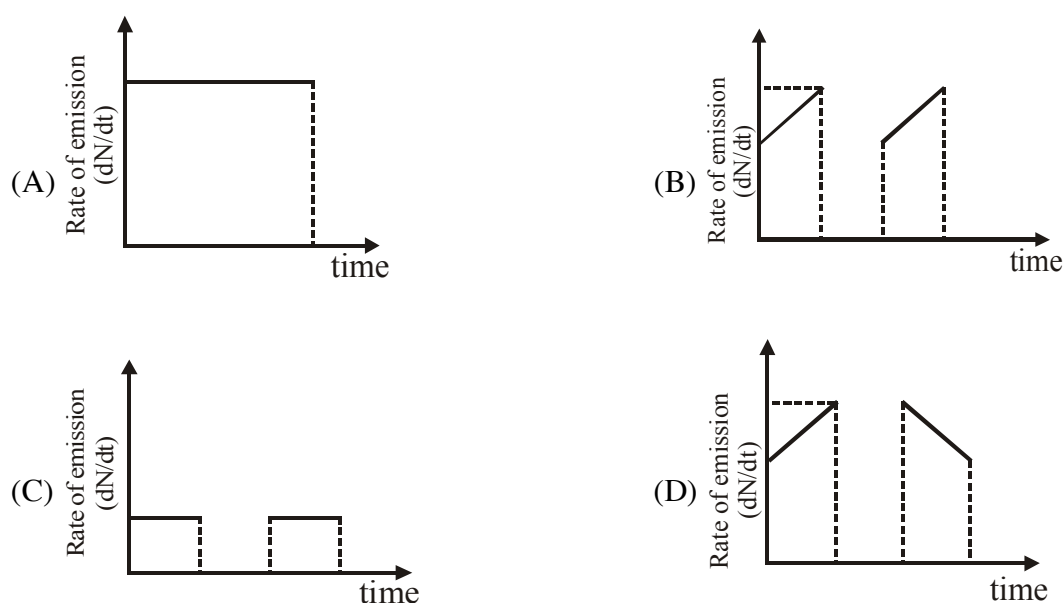 (A)
Rate of emission
(dN/dt)
time
(B)
Rate of emission
(dN/dt)
time
(C)
Rate of emission
(dN/dt)
time
(D)
Rate of emission
(dN/dt)
time